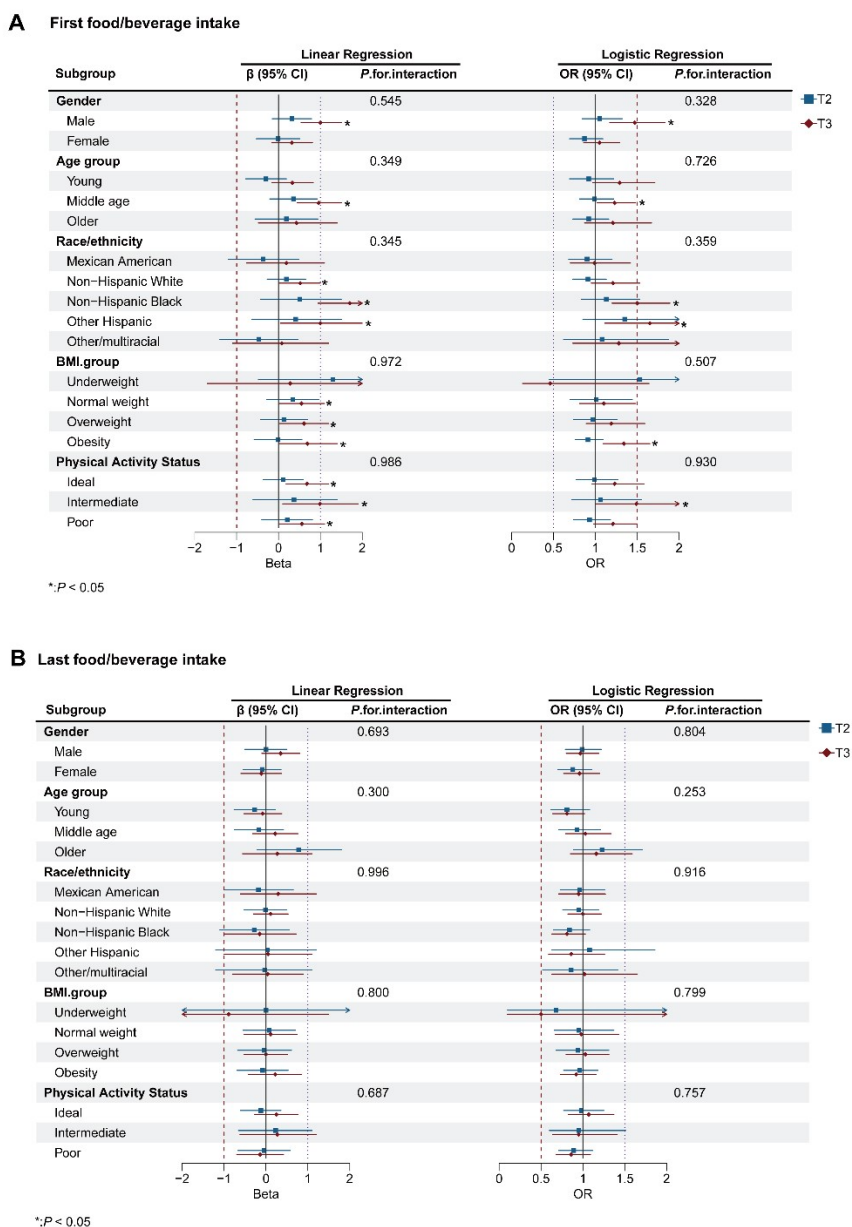 A First food/beverage intake
Linear Regression Logistic Regression
Subgroup β (95% CI) P.for.interaction OR (95% CI) P.for.interaction
T2
T3
Gender 0.545 0.328
Male * *
Female
Age group 0.349 0.726
Young
Middle age * *
Older
Race/ethnicity 0.345 0.359
Mexican American
Non−Hispanic White *
Non−Hispanic Black * *
Other Hispanic * *
Other/multiracial
BMI.group 0.972 0.507
Underweight
Normal weight *
Overweight *
Obesity * *
Physical Activity Status 0.986 0.930
Ideal *
Intermediate * *
Poor *
−2 −1 0 1 2 0 0.5 1 1.5 2
Beta OR
*:P < 0.05
B Last food/beverage intake
Linear Regression Logistic Regression
Subgroup β (95% CI) P.for.interaction OR (95% CI) P.for.interaction
T2
T3
Gender 0.693 0.804
Male
Female
Age group 0.300 0.253
Young
Middle age
Older
Race/ethnicity 0.996 0.916
Mexican American
Non−Hispanic White
Non−Hispanic Black
Other Hispanic
Other/multiracial
BMI.group 0.800 0.799
Underweight
Normal weight
Overweight
Obesity
Physical Activity Status 0.687 0.757
Ideal
Intermediate
Poor
−2 −1 0 1 2 0 0.5 1 1.5 2
Beta OR
*:P < 0.05